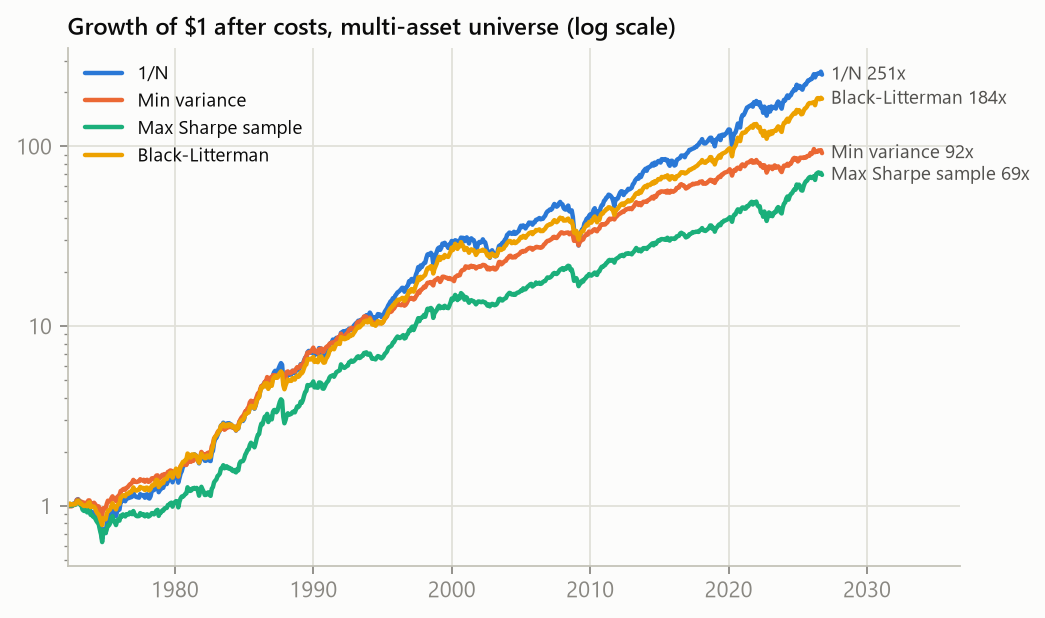 Growth of $1 after costs, multi-asset universe (log scale)
1/N
Min variance
Max Sharpe sample
Black-Litterman
1/N 251x
Black-Litterman 184x
Min variance 92x
Max Sharpe sample 69x
100
10
1
1980
1990
2000
2010
2020
2030